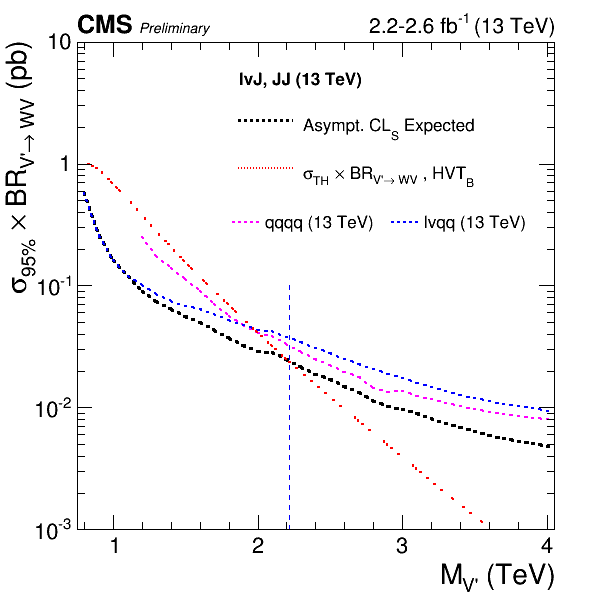 CMS Preliminary 2.2-2.6 fb⁻¹ (13 TeV)
σ95% × BRV'→ WV (pb)
10
1
10⁻¹
10⁻²
10⁻³
lvJ, JJ (13 TeV)
Asympt. CLS Expected
σTH × BRV'→ WV , HVTB
qqqq (13 TeV) lvqq (13 TeV)
1 2 3 4
MV' (TeV)